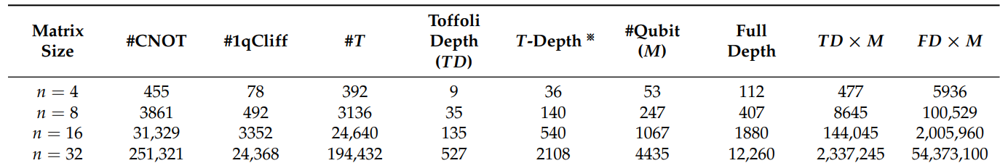 Matrix Size #CNOT #1qCliff #T Toffoli Depth (TD) T-Depth ※ #Qubit (M) Full Depth TD × M FD × M
n = 4 455 78 392 9 36 53 112 477 5936
n = 8 3861 492 3136 35 140 247 407 8645 100,529
n = 16 31,329 3352 24,640 135 540 1067 1880 144,045 2,005,960
n = 32 251,321 24,368 194,432 527 2108 4435 12,260 2,337,245 54,373,100